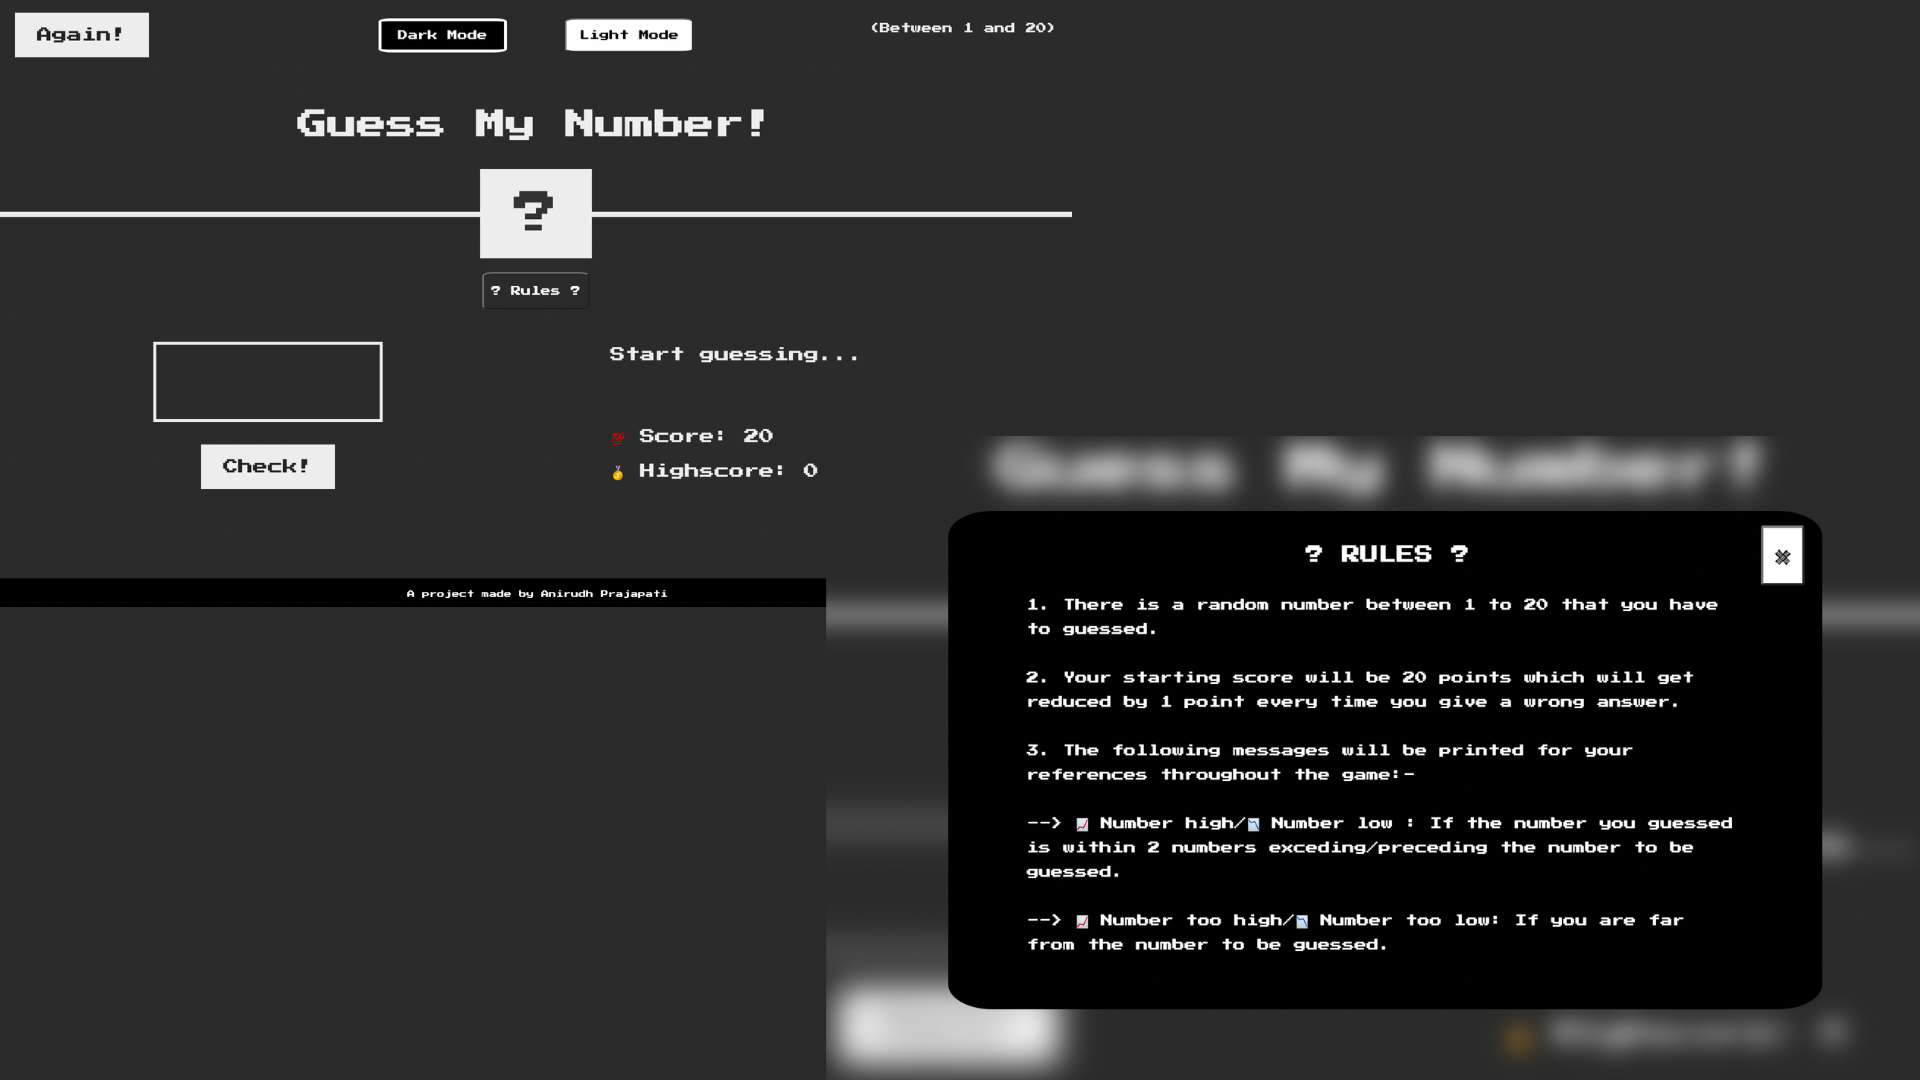 Again!
Dark Mode
Light Mode
(Between 1 and 20)
Guess My Number!
?
? Rules ?
Start guessing...
💯 Score: 20
🥇 Highscore: 0
Check!
A project made by Anirudh Prajapati
Guess My Number!
? RULES ?
✖
1. There is a random number between 1 to 20 that you have
to guessed.
2. Your starting score will be 20 points which will get
reduced by 1 point every time you give a wrong answer.
3. The following messages will be printed for your
references throughout the game:-
--> 📈 Number high/📉 Number low : If the number you guessed
is within 2 numbers exceding/preceding the number to be
guessed.
--> 📈 Number too high/📉 Number too low: If you are far
from the number to be guessed.
Highscore: 0